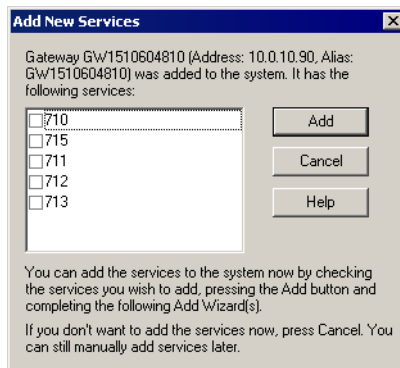 Add New Services
Gateway GW1510604810 (Address: 10.0.10.90, Alias:
GW1510604810) was added to the system. It has the
following services:
710
715
711
712
713
Add
Cancel
Help
You can add the services to the system now by checking
the services you wish to add, pressing the Add button and
completing the following Add Wizard(s).
If you don't want to add the services now, press Cancel. You
can still manually add services later.